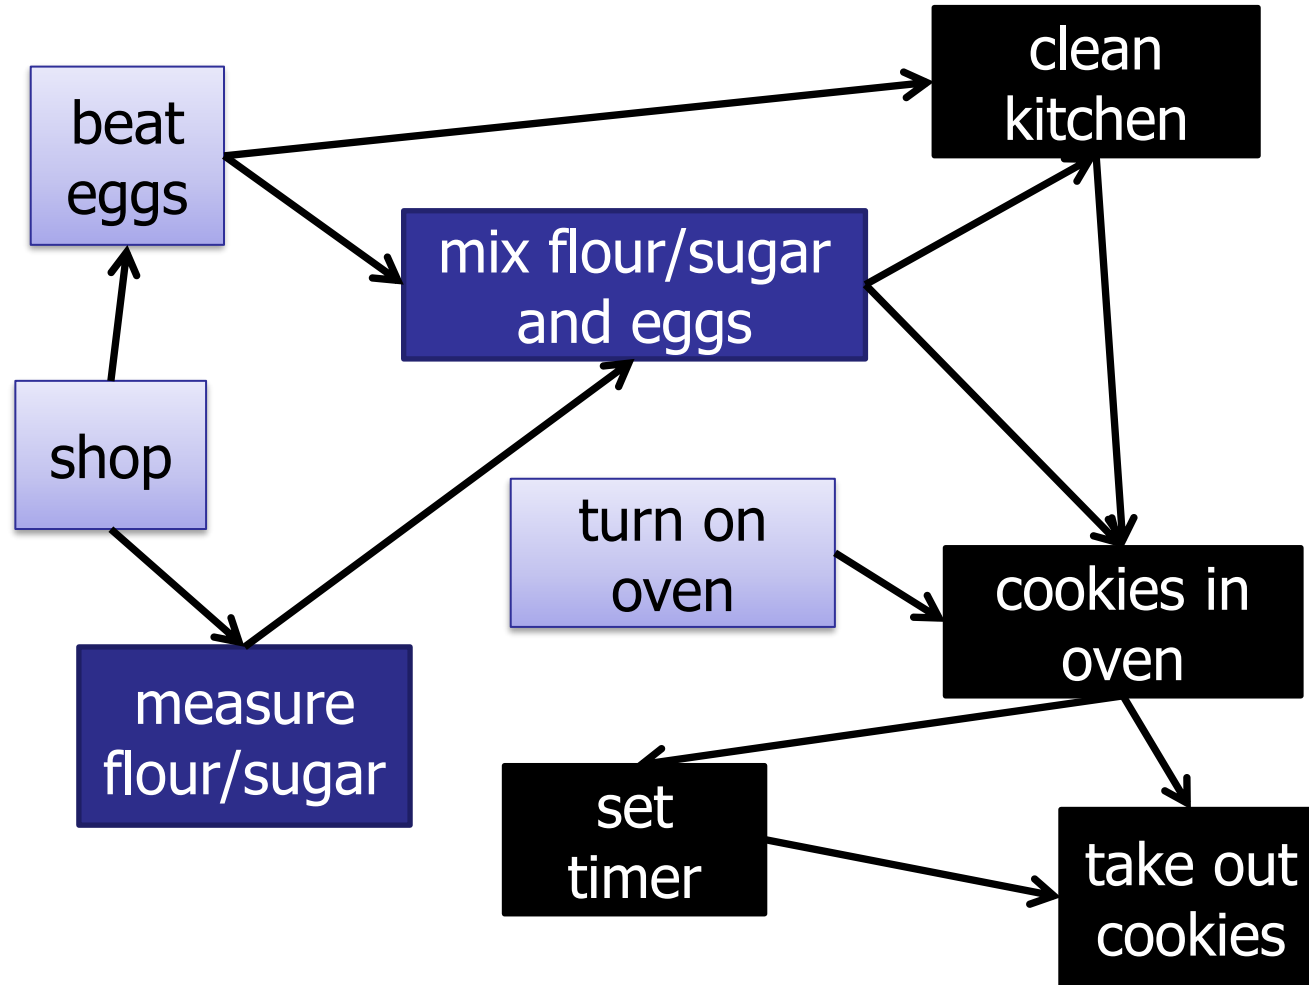 clean
kitchen
beat
eggs
mix flour/sugar
and eggs
shop
turn on
oven
cookies in
oven
measure
flour/sugar
set
timer
take out
cookies